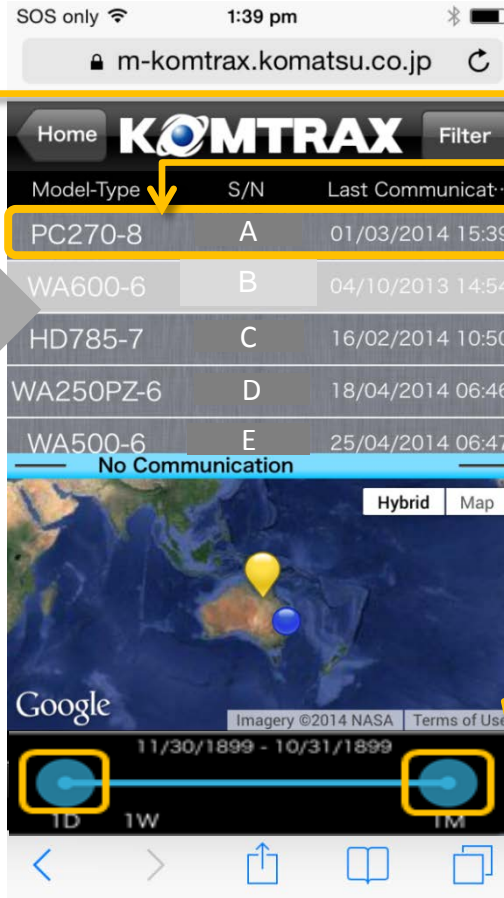 SOS only 1:39 pm
m-komtrax.komatsu.co.jp
Home KOMTRAX Filter
Model-Type S/N Last Communicat··
PC270-8 A 01/03/2014 15:39
WA600-6 B 04/10/2013 14:54
HD785-7 C 16/02/2014 10:50
WA250PZ-6 D 18/04/2014 06:46
WA500-6 E 25/04/2014 06:47
No Communication
Hybrid Map
Google Imagery ©2014 NASA Terms of Use
11/30/1899 - 10/31/1899
1D 1W 1M